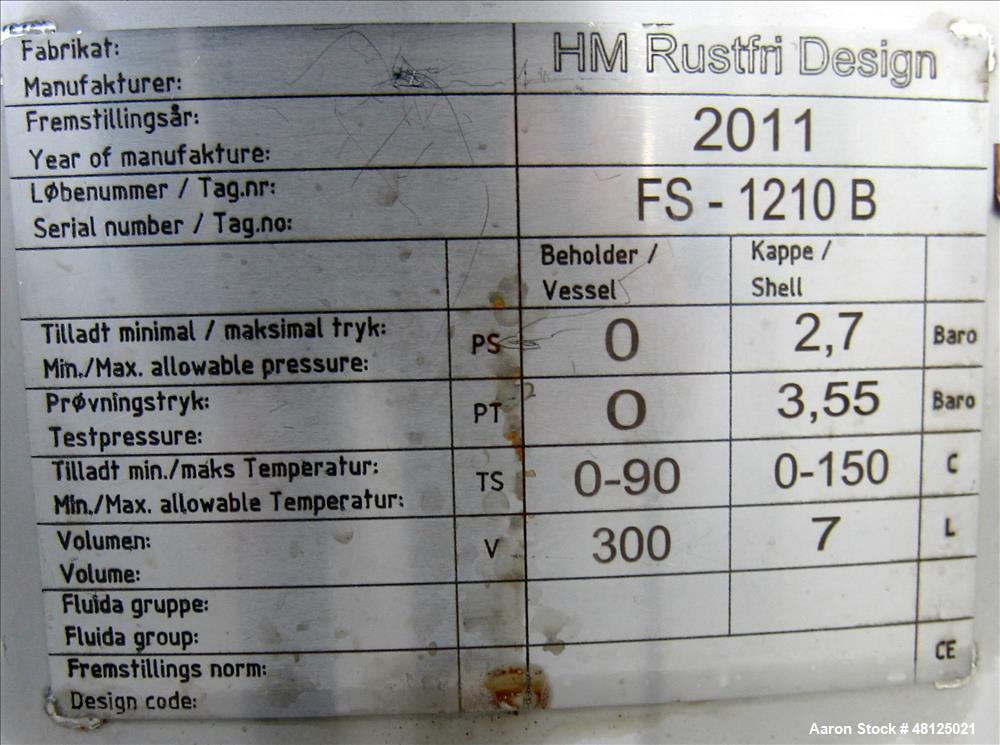 Fabrikat:
Manufakturer:
HM Rustfri Design
Fremstillingsår:
Year of manufakture:
2011
Løbenummer / Tag.nr:
Serial number / Tag.no:
FS - 1210 B
Beholder /
Vessel
Kappe /
Shell
Tilladt minimal / maksimal tryk:
Min./Max. allowable pressure:
PS 0 2,7 Baro
Prøvningstryk:
Testpressure:
PT 0 3,55 Baro
Tilladt min./maks Temperatur:
Min./Max. allowable Temperatur:
TS 0-90 0-150 C
Volumen:
Volume:
V 300 7 L
Fluida gruppe:
Fluida group:
Fremstillings norm:
Design code:
CE
Aaron Stock # 48125021